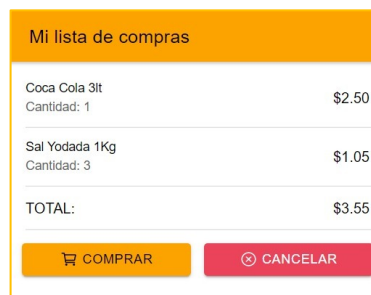 Mi lista de compras
Coca Cola 3lt
Cantidad: 1
$2.50
Sal Yodada 1Kg
Cantidad: 3
$1.05
TOTAL: $3.55
COMPRAR CANCELAR